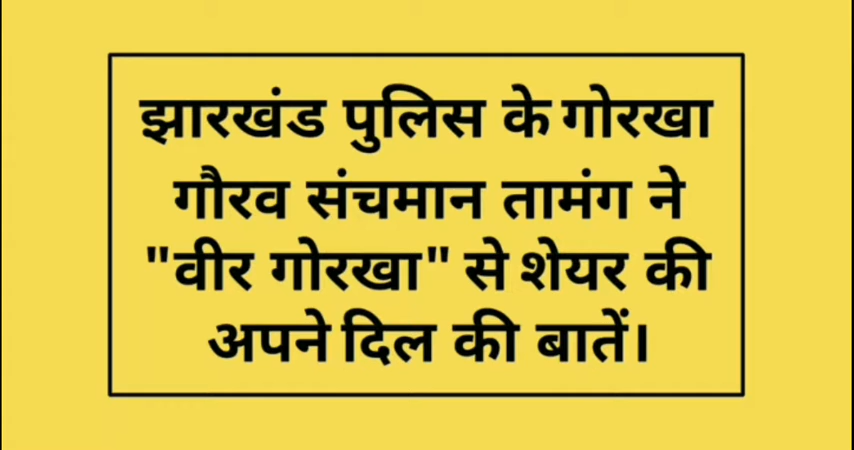 झारखंड पुलिस के गोरखा
गौरव संचमान तामंग ने
"वीर गोरखा" से शेयर की
अपने दिल की बातें।